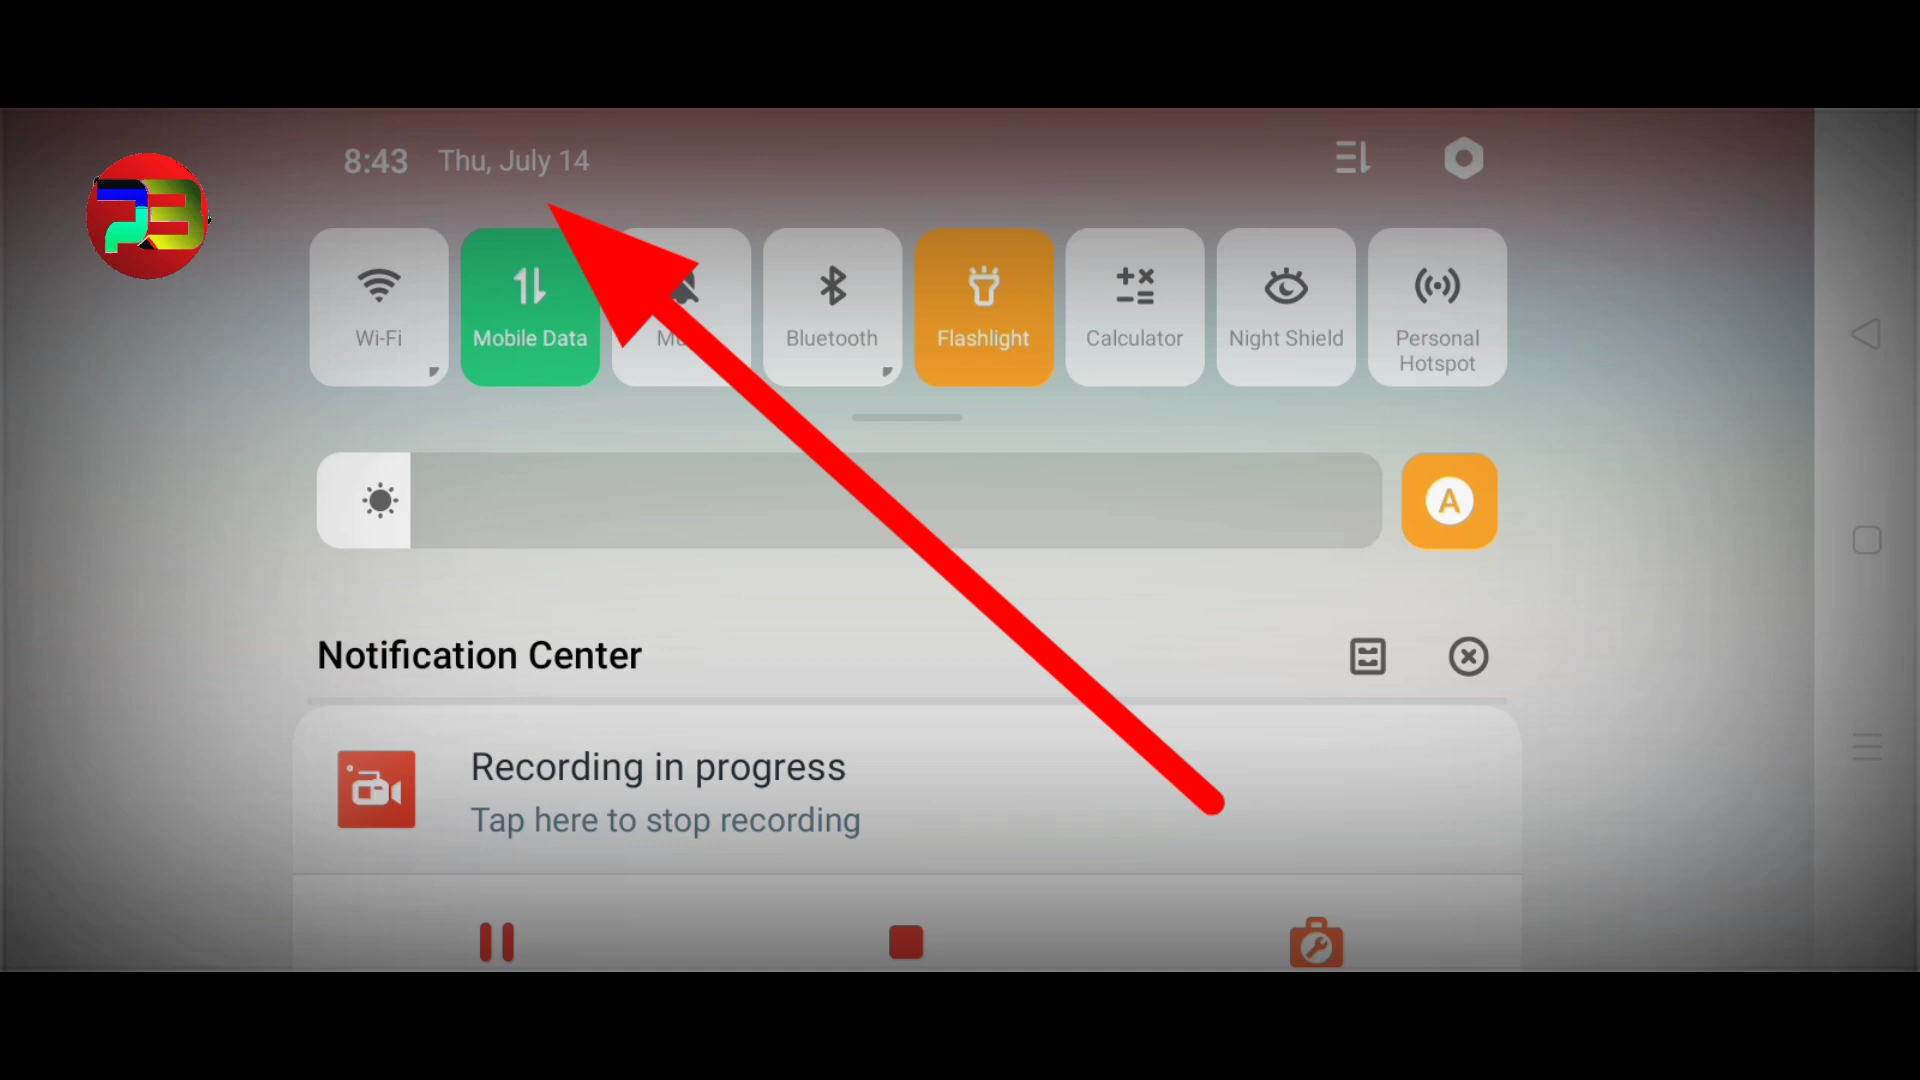 8:43 Thu, July 14
Wi-Fi
Mobile Data
Bluetooth
Flashlight
Calculator
Night Shield
Personal
Hotspot
A
Notification Center
Recording in progress
Tap here to stop recording